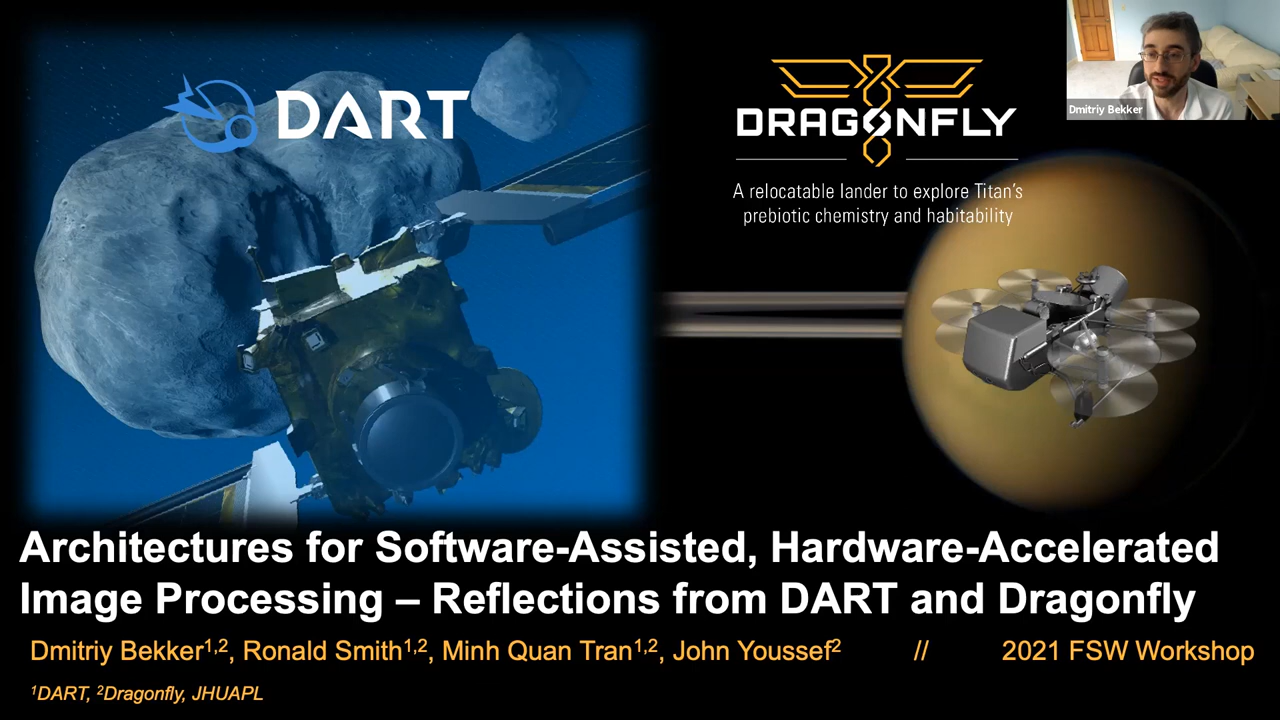 DART
DRAGONFLY
A relocatable lander to explore Titan's
prebiotic chemistry and habitability
Dmitriy Bekker
Architectures for Software-Assisted, Hardware-Accelerated
Image Processing – Reflections from DART and Dragonfly
Dmitriy Bekker1,2, Ronald Smith1,2, Minh Quan Tran1,2, John Youssef2 // 2021 FSW Workshop
1DART, 2Dragonfly, JHUAPL